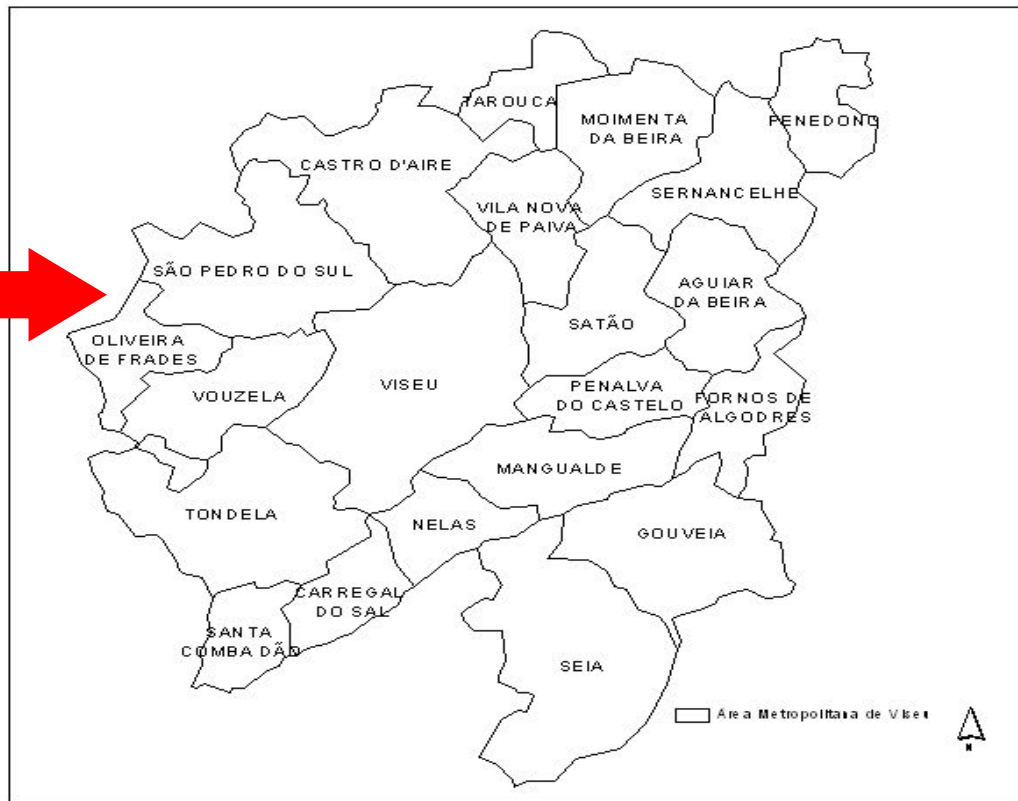 TAROUCA
MOIMENTA
DA BEIRA
PENEDONO
CASTRO D'AIRE
VILA NOVA
DE PAIVA
SERNANCELHE
SÃO PEDRO DO SUL
AGUIAR
DA BEIRA
SATÃO
OLIVEIRA
DE FRADES
VOUZELA
VISEU
PENALVA
DO CASTELO
FORNOS DE
ALGODRES
MANGUALDE
TONDELA
NELAS
GOUVEIA
CARREGAL
DO SAL
SANTA
COMBA DÃO
SEIA
Área Metropolitana de Viseu
N